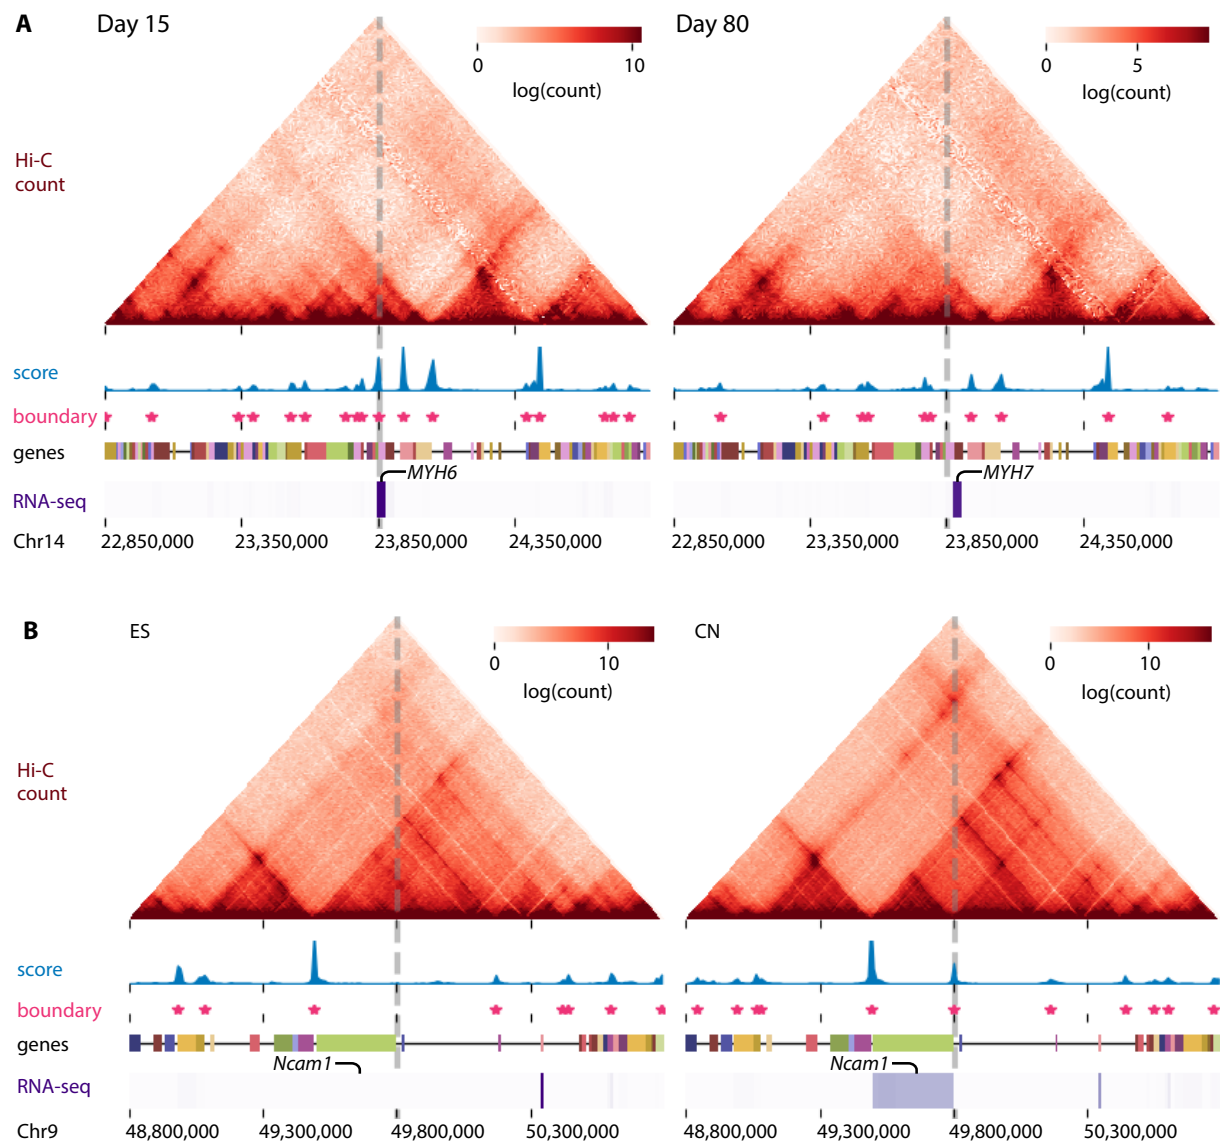 A Day 15 Day 80
0 10 0 5
log(count) log(count)
Hi-C
count
score
boundary
genes
MYH6 MYH7
RNA-seq
Chr14 22,850,000 23,350,000 23,850,000 24,350,000 22,850,000 23,350,000 23,850,000 24,350,000
B ES CN
0 10 0 10
log(count) log(count)
Hi-C
count
score
boundary
genes
Ncam1 Ncam1
RNA-seq
Chr9 48,800,000 49,300,000 49,800,000 50,300,000 48,800,000 49,300,000 49,800,000 50,300,000